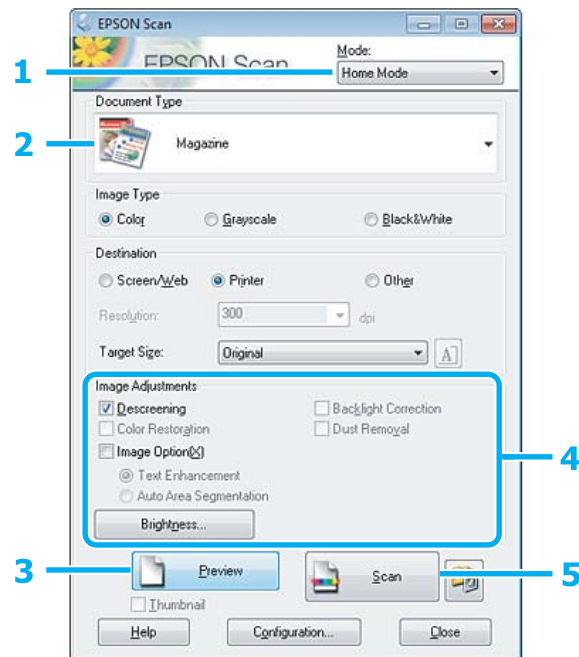 EPSON Scan
EPSON Scan
Mode:
1
Home Mode
Document Type
2
Magazine
Image Type
Color Grayscale Black&White
Destination
Screen/Web Printer Other
Resolution: 300 dpi
Target Size: Original A
Image Adjustments
Descreening Backlight Correction
Color Restoration Dust Removal
Image Option(X)
4
Text Enhancement
Auto Area Segmentation
Brightness...
3 Preview Scan 5
Thumbnail
Help Configuration... Close